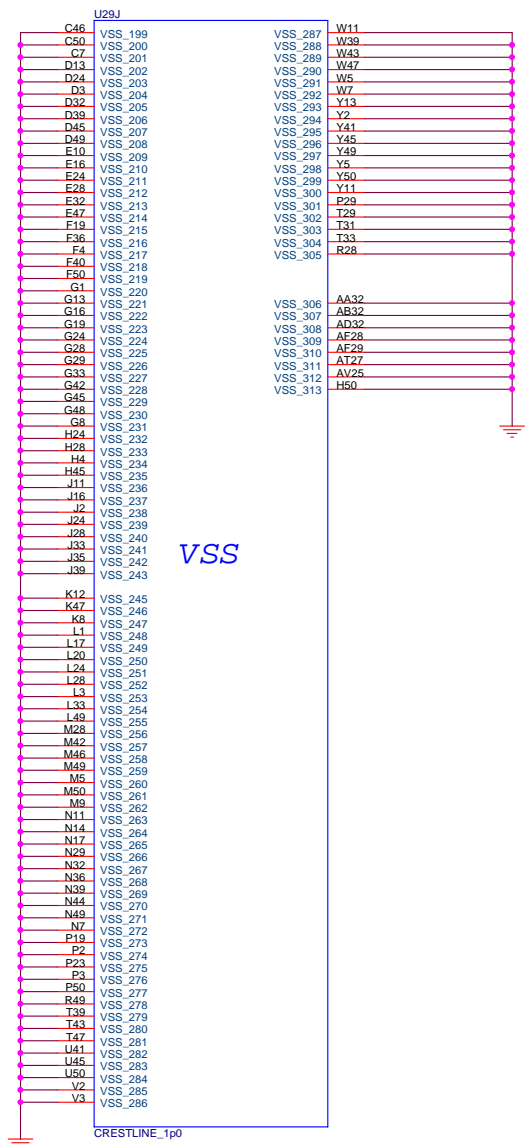 U29J
C46 VSS_199
C50 VSS_200
C7 VSS_201
D13 VSS_202
D24 VSS_203
D3 VSS_204
D32 VSS_205
D39 VSS_206
D45 VSS_207
D49 VSS_208
E10 VSS_209
E16 VSS_210
E24 VSS_211
E28 VSS_212
E32 VSS_213
E47 VSS_214
F19 VSS_215
F36 VSS_216
F4 VSS_217
F40 VSS_218
F50 VSS_219
G1 VSS_220
G13 VSS_221
G16 VSS_222
G19 VSS_223
G24 VSS_224
G28 VSS_225
G29 VSS_226
G33 VSS_227
G42 VSS_228
G45 VSS_229
G48 VSS_230
G8 VSS_231
H24 VSS_232
H28 VSS_233
H4 VSS_234
H45 VSS_235
J11 VSS_236
J16 VSS_237
J2 VSS_238
J24 VSS_239
J28 VSS_240
J33 VSS_241
J35 VSS_242
J39 VSS_243
K12 VSS_245
K47 VSS_246
K8 VSS_247
L1 VSS_248
L17 VSS_249
L20 VSS_250
L24 VSS_251
L28 VSS_252
L3 VSS_253
L33 VSS_254
L49 VSS_255
M28 VSS_256
M42 VSS_257
M46 VSS_258
M49 VSS_259
M5 VSS_260
M50 VSS_261
M9 VSS_262
N11 VSS_263
N14 VSS_264
N17 VSS_265
N29 VSS_266
N32 VSS_267
N36 VSS_268
N39 VSS_269
N44 VSS_270
N49 VSS_271
N7 VSS_272
P19 VSS_273
P2 VSS_274
P23 VSS_275
P3 VSS_276
P50 VSS_277
R49 VSS_278
T39 VSS_279
T43 VSS_280
T47 VSS_281
U41 VSS_282
U45 VSS_283
U50 VSS_284
V2 VSS_285
V3 VSS_286
VSS
VSS_287 W11
VSS_288 W39
VSS_289 W43
VSS_290 W47
VSS_291 W5
VSS_292 W7
VSS_293 Y13
VSS_294 Y2
VSS_295 Y41
VSS_296 Y45
VSS_297 Y49
VSS_298 Y5
VSS_299 Y50
VSS_300 Y11
VSS_301 P29
VSS_302 T29
VSS_303 T31
VSS_304 T33
VSS_305 R28
VSS_306 AA32
VSS_307 AB32
VSS_308 AD32
VSS_309 AF28
VSS_310 AF29
VSS_311 AT27
VSS_312 AV25
VSS_313 H50
CRESTLINE_1p0